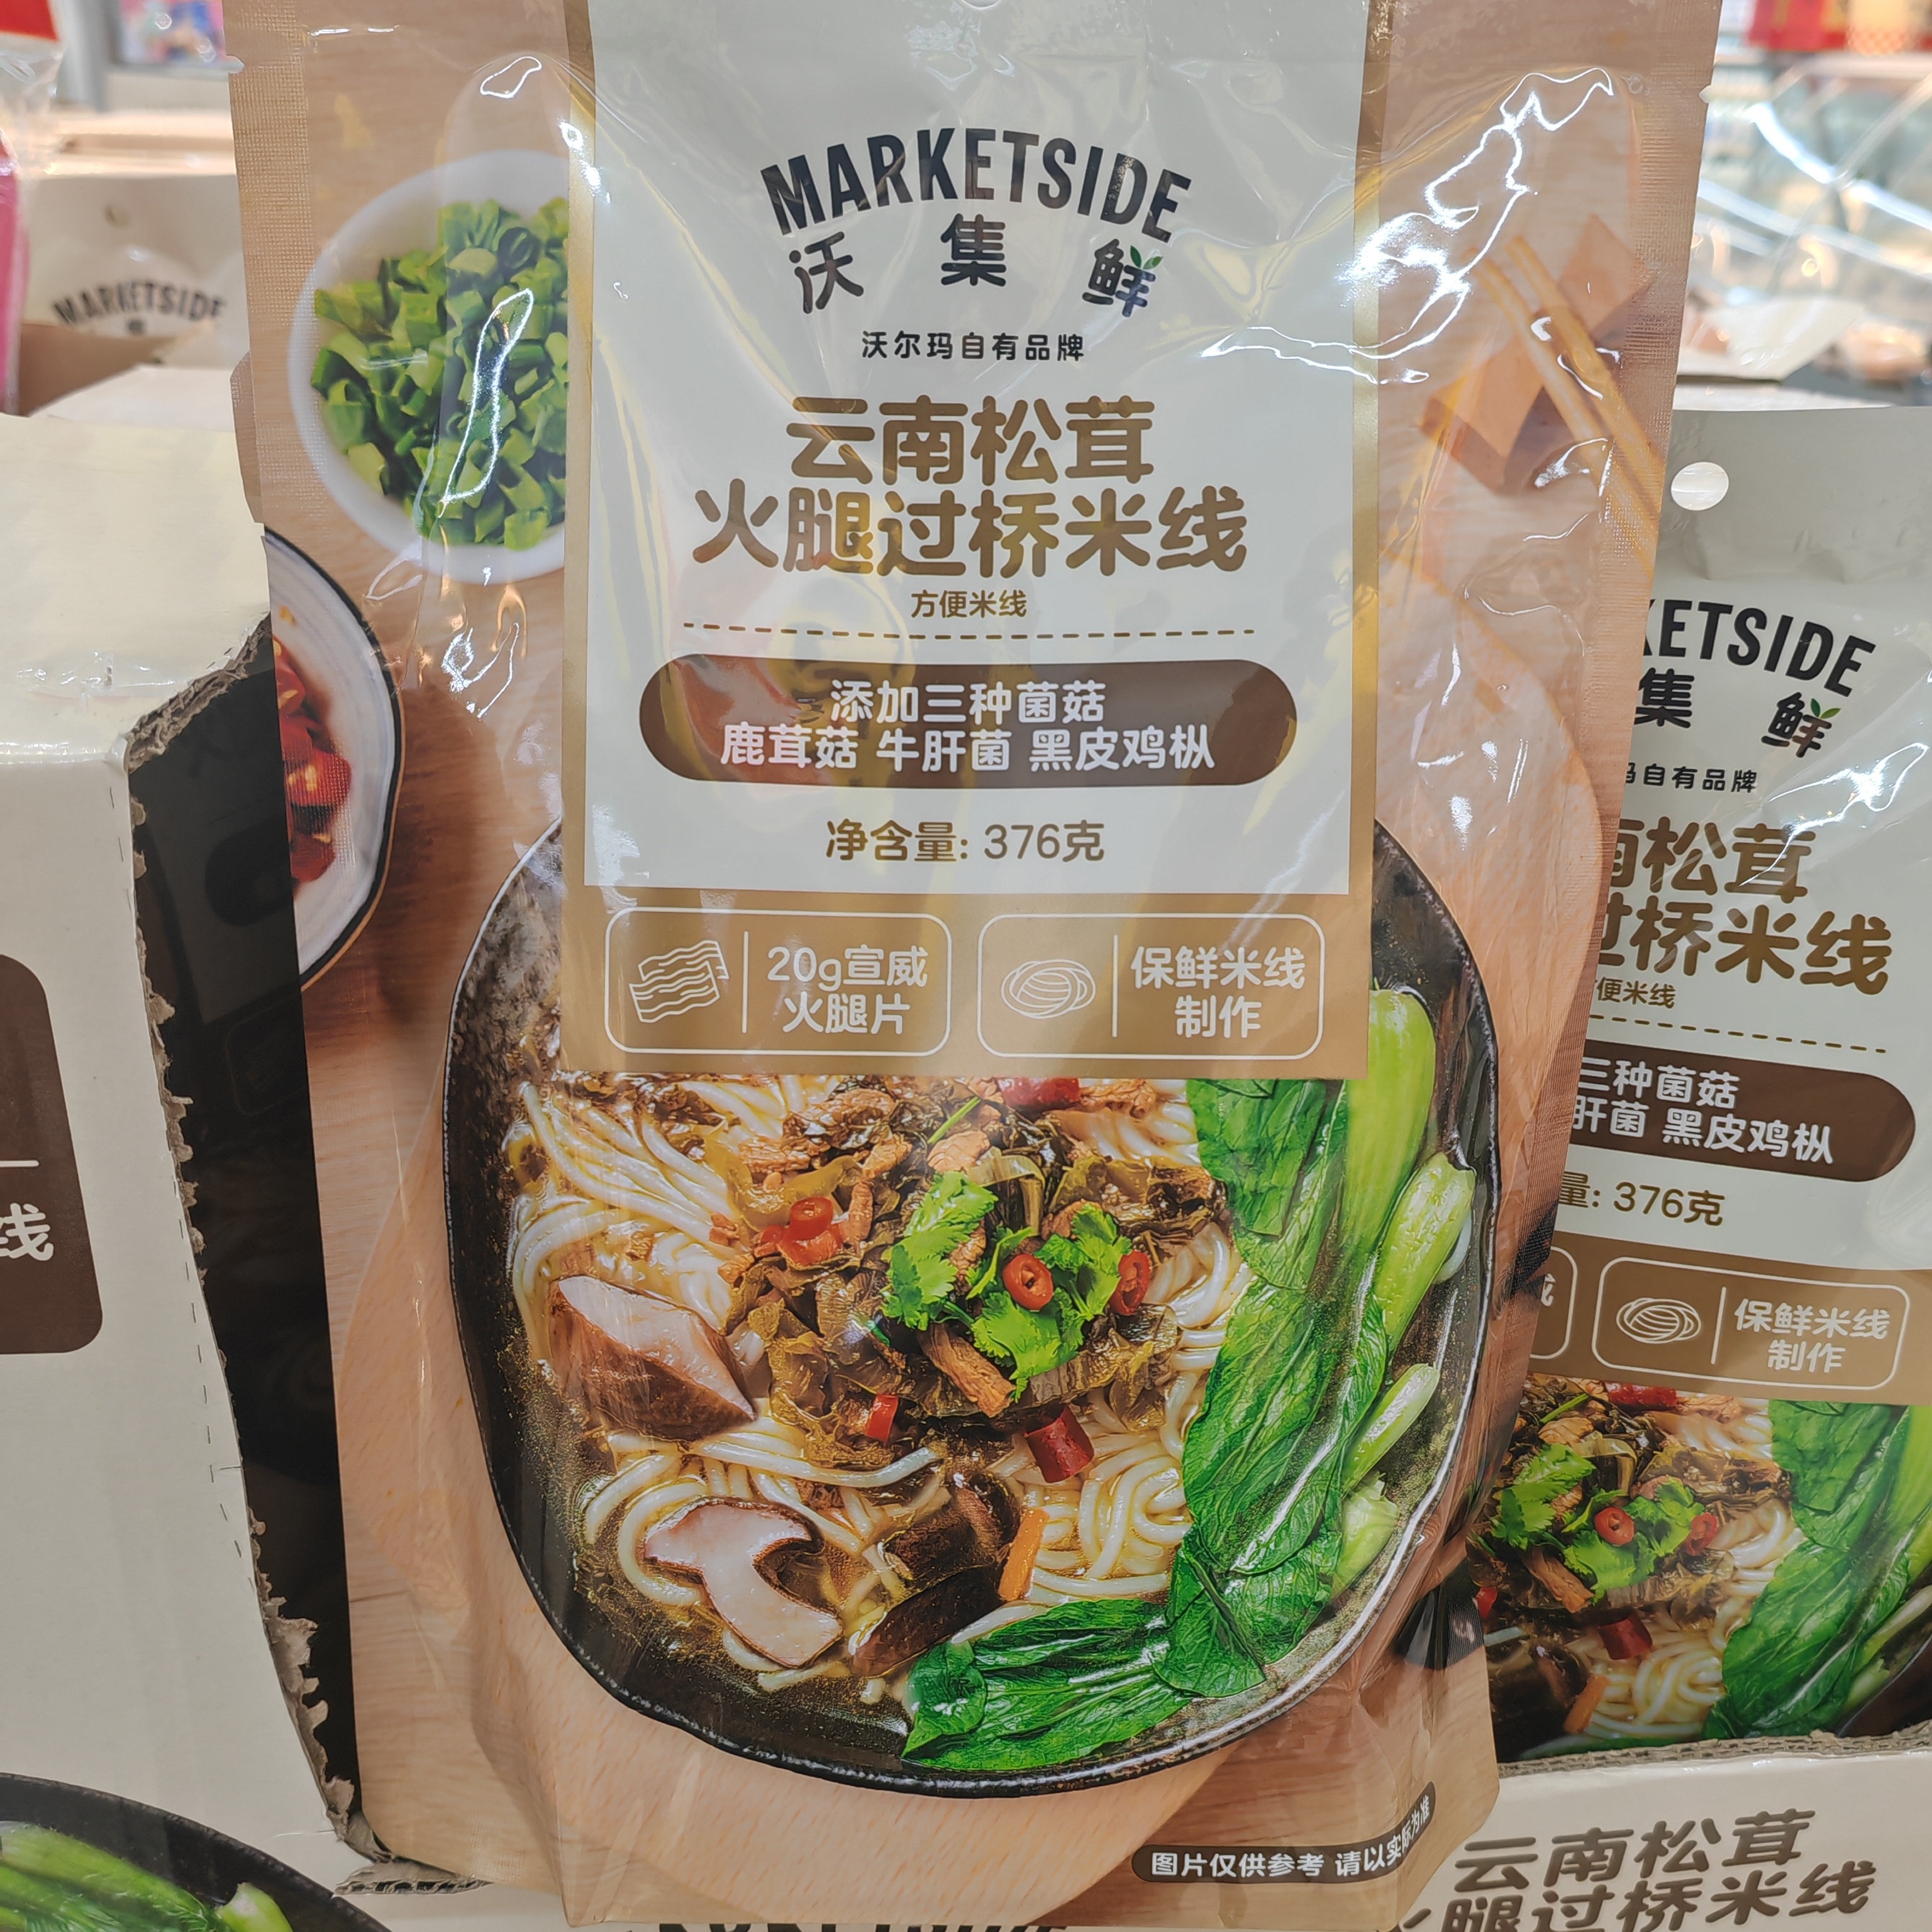 MARKETSIDE
沃集鲜
沃尔玛自有品牌
云南松茸
火腿过桥米线
方便米线
添加三种菌菇
鹿茸菇 牛肝菌 黑皮鸡枞
净含量: 376克
20g宣威
火腿片
保鲜米线
制作
图片仅供参考 请以实际为准
MARKETSIDE
集
KETSIDE
集鲜
玛自有品牌
南松茸
过桥米线
便米线
三种菌菇
肝菌 黑皮鸡枞
量: 376克
保鲜米线
制作
线
云南松茸
腿过桥米线